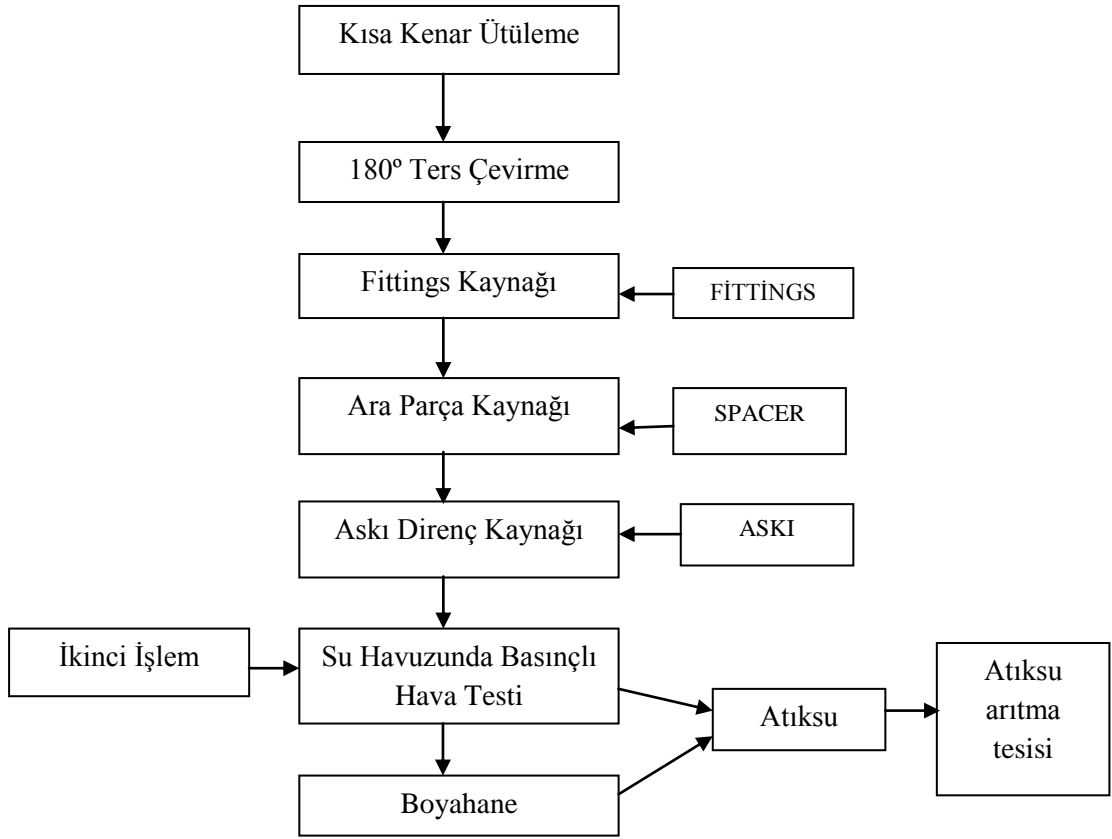 Kısa Kenar Ütüleme
180º Ters Çevirme
Fittings Kaynağı
FİTTİNGS
Ara Parça Kaynağı
SPACER
Askı Direnç Kaynağı
ASKI
İkinci İşlem
Su Havuzunda Basınçlı
Hava Testi
Atıksu
Atıksu
arıtma
tesisi
Boyahane